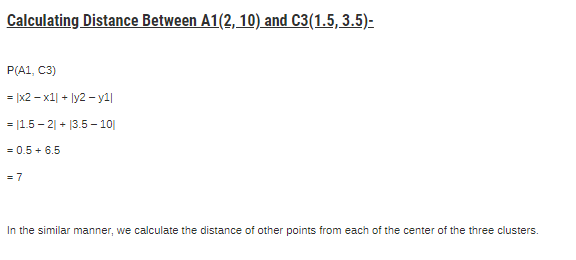 Calculating Distance Between A1(2, 10) and C3(1.5, 3.5)-
Ρ(A1, C3)
= |x2 – x1| + |y2 – y1|
= |1.5 – 2| + |3.5 – 10|
= 0.5 + 6.5
= 7
In the similar manner, we calculate the distance of other points from each of the center of the three clusters.